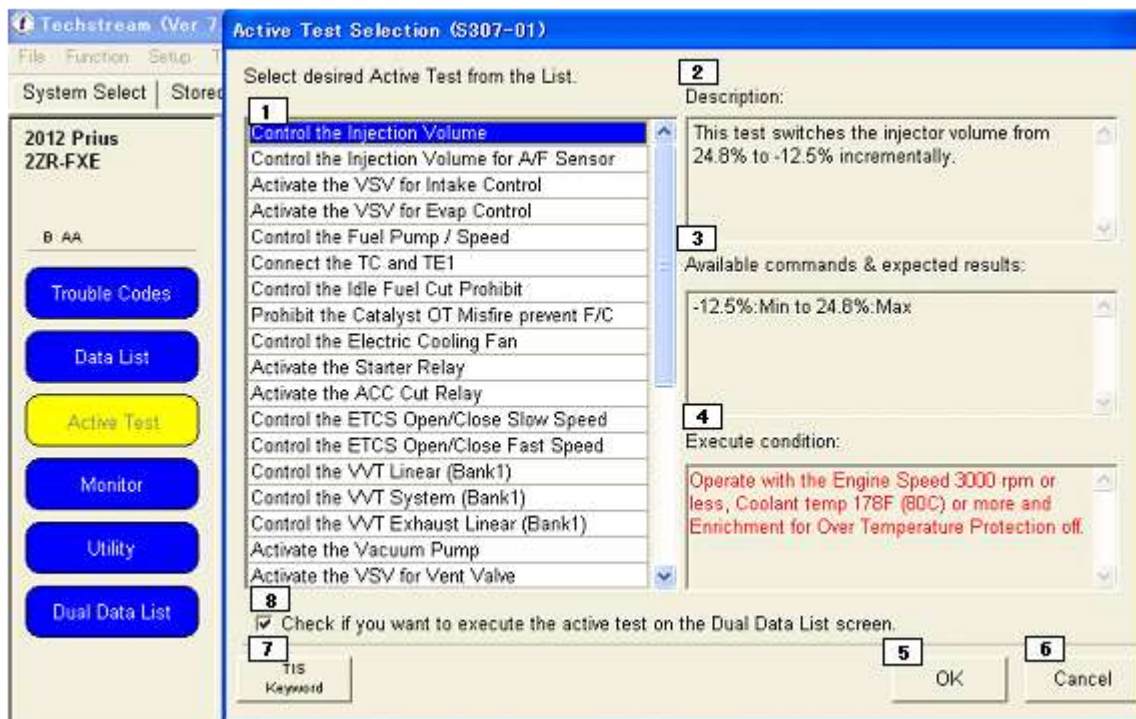 Techstream (Ver 7
File Function Setup T
System Select Stored
2012 Prius
2ZR-FXE
B AA
Trouble Codes
Data List
Active Test
Monitor
Utility
Dual Data List
Active Test Selection (S307-01)
Select desired Active Test from the List.
1
Control the Injection Volume
Control the Injection Volume for A/F Sensor
Activate the VSV for Intake Control
Activate the VSV for Evap Control
Control the Fuel Pump / Speed
Connect the TC and TE1
Control the Idle Fuel Cut Prohibit
Prohibit the Catalyst OT Misfire prevent F/C
Control the Electric Cooling Fan
Activate the Starter Relay
Activate the ACC Cut Relay
Control the ETCS Open/Close Slow Speed
Control the ETCS Open/Close Fast Speed
Control the VVT Linear (Bank1)
Control the VVT System (Bank1)
Control the VVT Exhaust Linear (Bank1)
Activate the Vacuum Pump
Activate the VSV for Vent Valve
2
Description:
This test switches the injector volume from
24.8% to -12.5% incrementally.
3
Available commands & expected results:
-12.5%:Min to 24.8%:Max
4
Execute condition:
Operate with the Engine Speed 3000 rpm or
less, Coolant temp 178F (80C) or more and
Enrichment for Over Temperature Protection off.
8
Check if you want to execute the active test on the Dual Data List screen.
7
TIS
Keyword
5
OK
6
Cancel